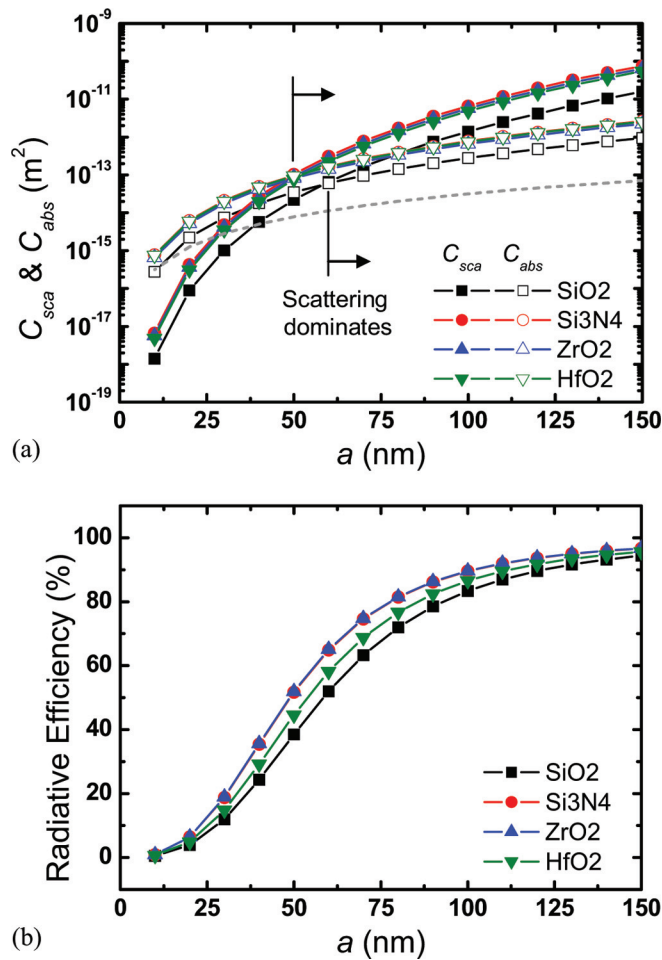 10⁻⁹
10⁻¹¹
10⁻¹³
10⁻¹⁵
10⁻¹⁷
10⁻¹⁹
C_sca & C_abs (m²)
Scattering
dominates
C_sca C_abs
SiO2
Si3N4
ZrO2
HfO2
0 25 50 75 100 125 150
(a)
a (nm)
100
80
60
40
20
0
Radiative Efficiency (%)
SiO2
Si3N4
ZrO2
HfO2
0 25 50 75 100 125 150
(b)
a (nm)